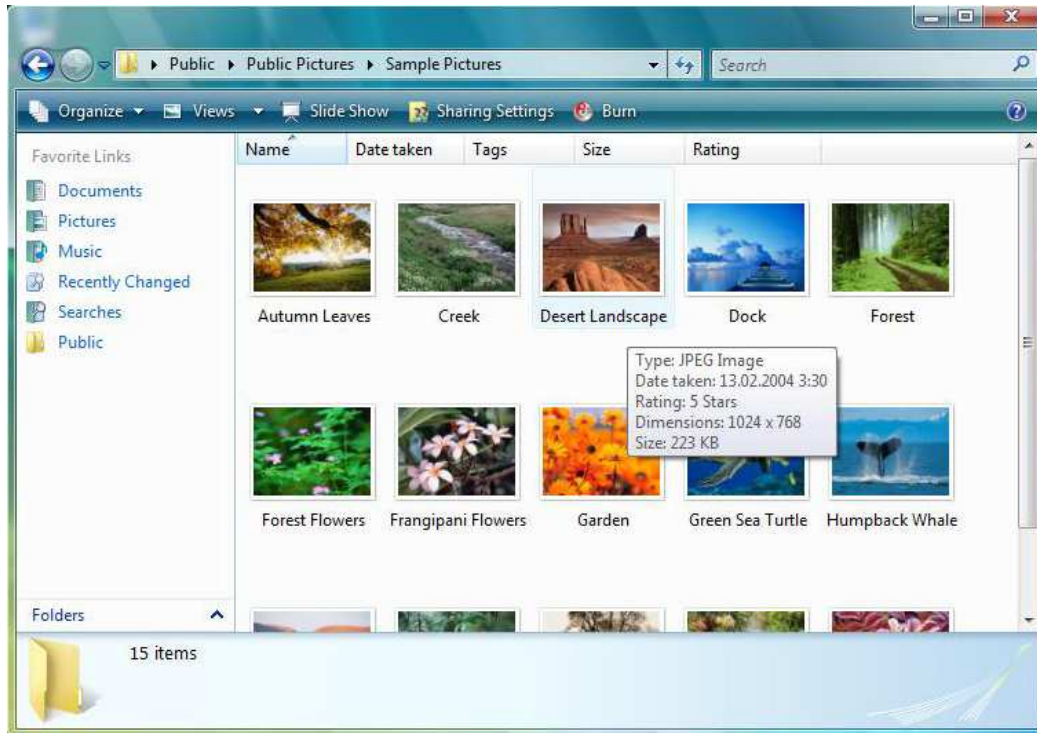 Public Public Pictures Sample Pictures Search
Organize Views Slide Show Sharing Settings Burn
Favorite Links
Documents
Pictures
Music
Recently Changed
Searches
Public
Folders
Name Date taken Tags Size Rating
Autumn Leaves Creek Desert Landscape Dock Forest
Type: JPEG Image
Date taken: 13.02.2004 3:30
Rating: 5 Stars
Dimensions: 1024 x 768
Size: 223 KB
Forest Flowers Frangipani Flowers Garden Green Sea Turtle Humpback Whale
15 items